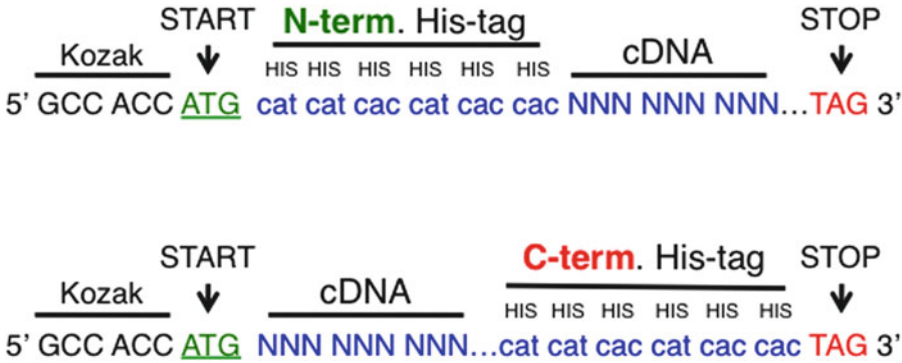 START N-term. His-tag STOP
Kozak HIS HIS HIS HIS HIS HIS cDNA
5' GCC ACC ATG cat cat cac cat cac cac NNN NNN NNN...TAG 3'
START C-term. His-tag STOP
Kozak cDNA HIS HIS HIS HIS HIS HIS
5' GCC ACC ATG NNN NNN NNN...cat cat cac cat cac cac TAG 3'